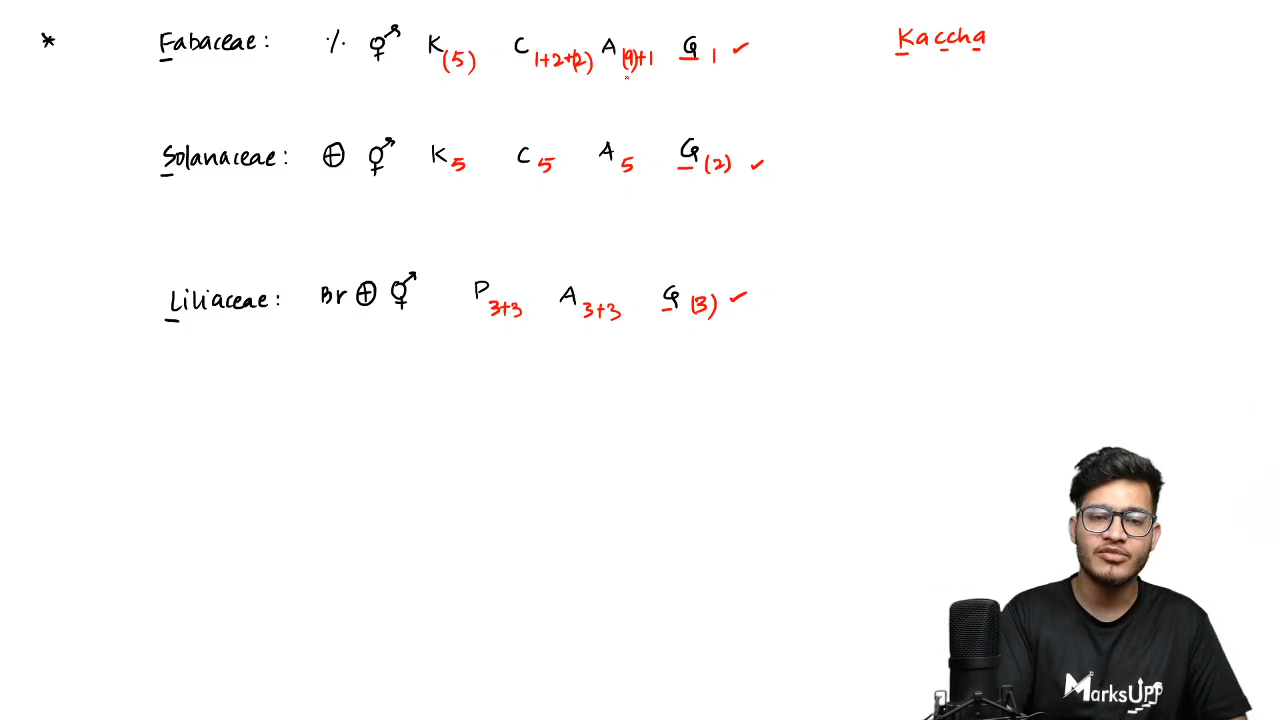 * Fabaceae: % ⚥ K(5) C1+2+(2) A(9)+1 G1 ✓ Kaccha
Solanaceae: ⊕ ⚥ K5 C5 A5 G(2) ✓
Liliaceae: Br ⊕ ⚥ P3+3 A3+3 G(3) ✓
MarksUPP